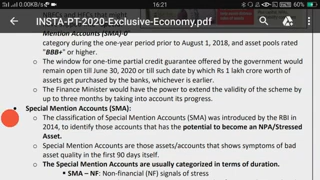 0.00KB/s 16:21 21
INSTA-PT-2020-Exclusive-Economy.pdf
NBFCs and HFCs that
Mention Accounts (SMA)-0"
category during the one-year period prior to August 1, 2018, and asset pools rated
BBB+" or higher.
The window for one-time partial credit guarantee offered by the government would
remain open till June 30, 2020 or till such date by which Rs 1 lakh crore worth of
assets get purchased by the banks, whichever is earlier.
The Finance Minister would have the power to extend the validity of the scheme by
up to three months by taking into account its progress.
Special Mention Accounts (SMA):
The classification of Special Mention Accounts (SMA) was introduced by the RBI in
2014, to identify those accounts that has the potential to become an NPA/Stressed
Asset.
Special Mention Accounts are those assets/accounts that shows symptoms of bad
asset quality in the first 90 days itself.
The Special Mention Accounts are usually categorized in terms of duration.
SMA – NF: Non-financial (NF) signals of stress